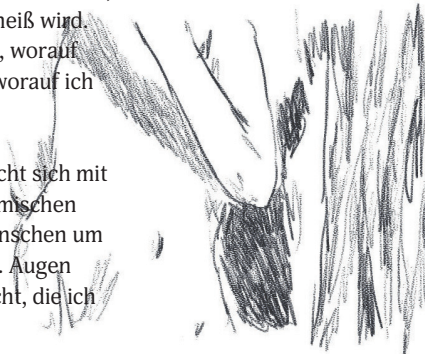 heiß wird.
, worauf
worauf ich
cht sich mit
mischen
nschen um
. Augen
cht, die ich